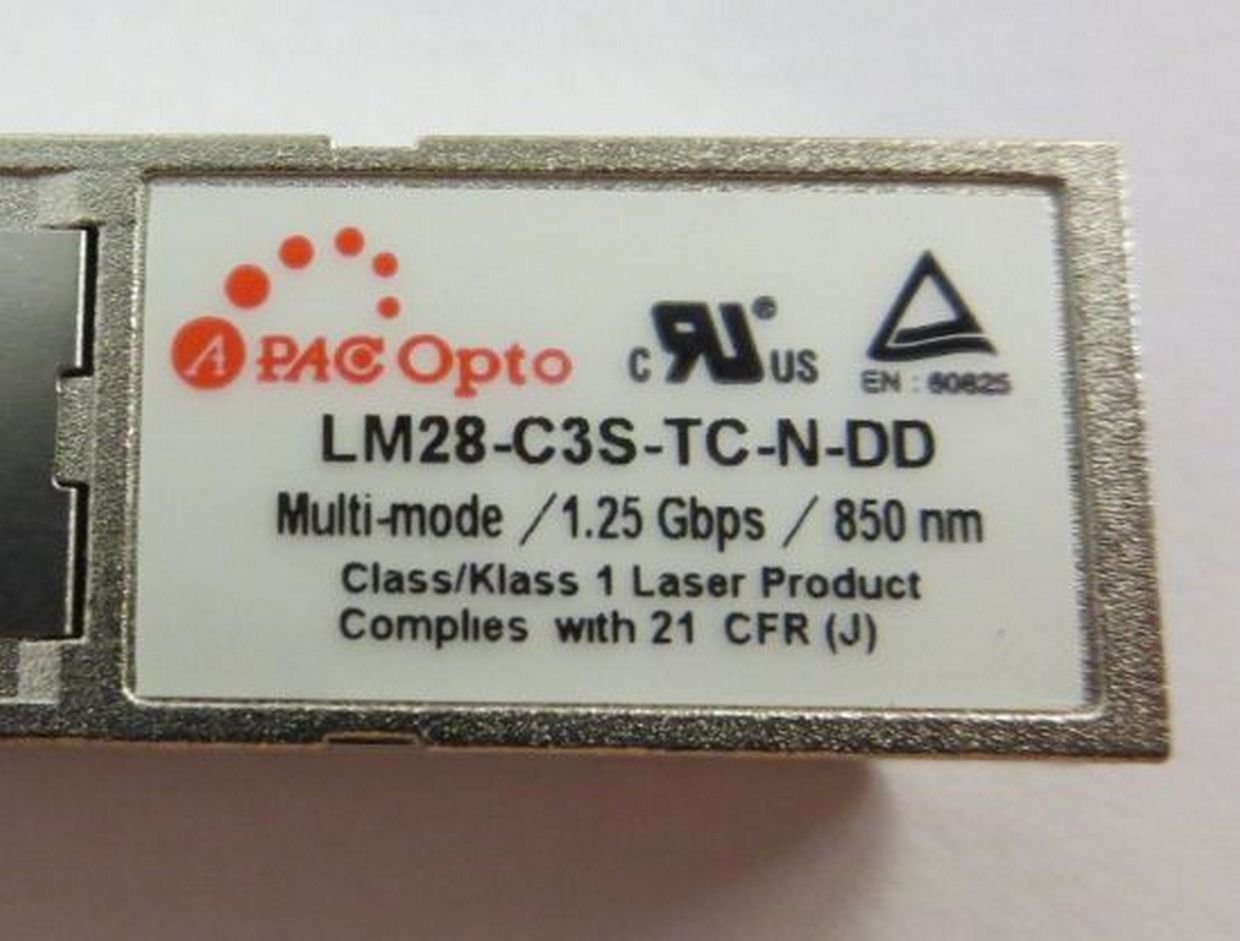 APAC Opto
c RU ® US
EN : 60825
LM28-C3S-TC-N-DD
Multi-mode / 1.25 Gbps / 850 nm
Class/Klass 1 Laser Product
Complies with 21 CFR (J)